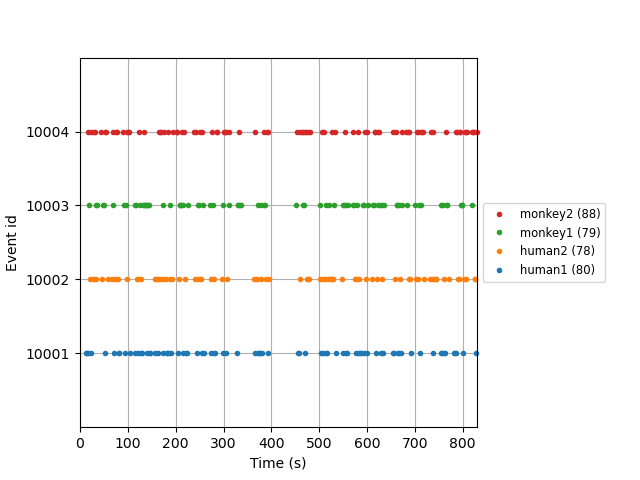 Event id
10004
10003
10002
10001
0 100 200 300 400 500 600 700 800
Time (s)
monkey2 (88)
monkey1 (79)
human2 (78)
human1 (80)